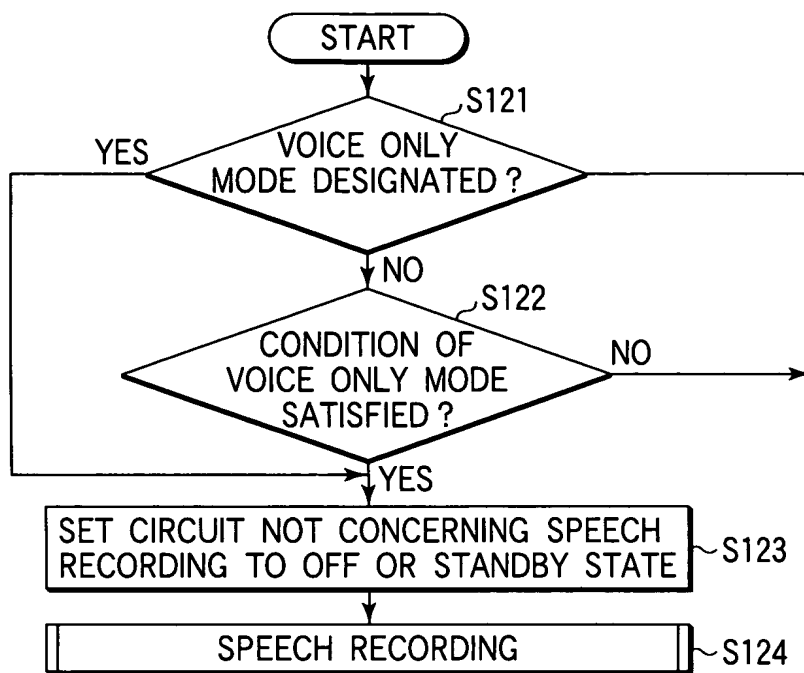 START
S121
YES
VOICE ONLY
MODE DESIGNATED ?
NO
S122
CONDITION OF
VOICE ONLY MODE
SATISFIED ?
NO
YES
SET CIRCUIT NOT CONCERNING SPEECH
RECORDING TO OFF OR STANDBY STATE
S123
SPEECH RECORDING
S124